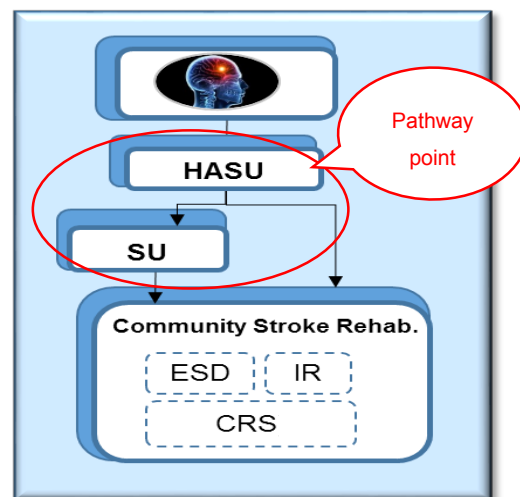 Pathway
point
HASU
SU
Community Stroke Rehab.
ESD
IR
CRS